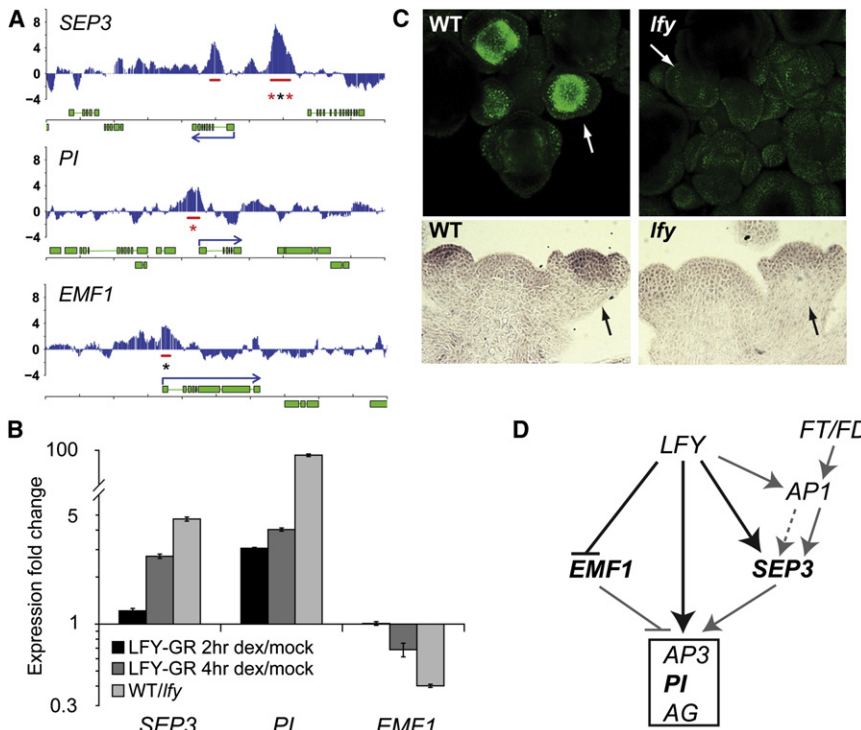 A
SEP3
8
4
0
−4
***
PI
8
4
0
−4
*
EMF1
8
4
0
−4
*
B
Expression fold change
100
5
1
0.3
LFY-GR 2hr dex/mock
LFY-GR 4hr dex/mock
WT/lfy
SEP3 PI EMF1
C
WT lfy
WT lfy
D
LFY FT/FD
AP1
EMF1 SEP3
AP3
PI
AG